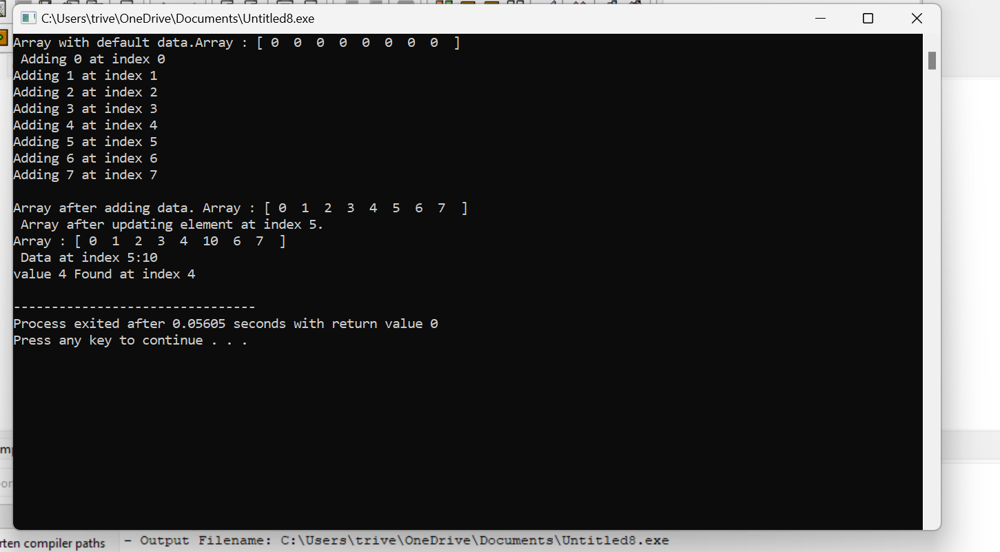 C:\Users\trive\OneDrive\Documents\Untitled8.exe
Array with default data.Array : [ 0  0  0  0  0  0  0  0  ]
 Adding 0 at index 0
Adding 1 at index 1
Adding 2 at index 2
Adding 3 at index 3
Adding 4 at index 4
Adding 5 at index 5
Adding 6 at index 6
Adding 7 at index 7

Array after adding data. Array : [ 0  1  2  3  4  5  6  7  ]
 Array after updating element at index 5.
Array : [ 0  1  2  3  4  10  6  7  ]
 Data at index 5:10
value 4 Found at index 4

--------------------------------
Process exited after 0.05605 seconds with return value 0
Press any key to continue . . .
rten compiler paths
- Output Filename: C:\Users\trive\OneDrive\Documents\Untitled8.exe